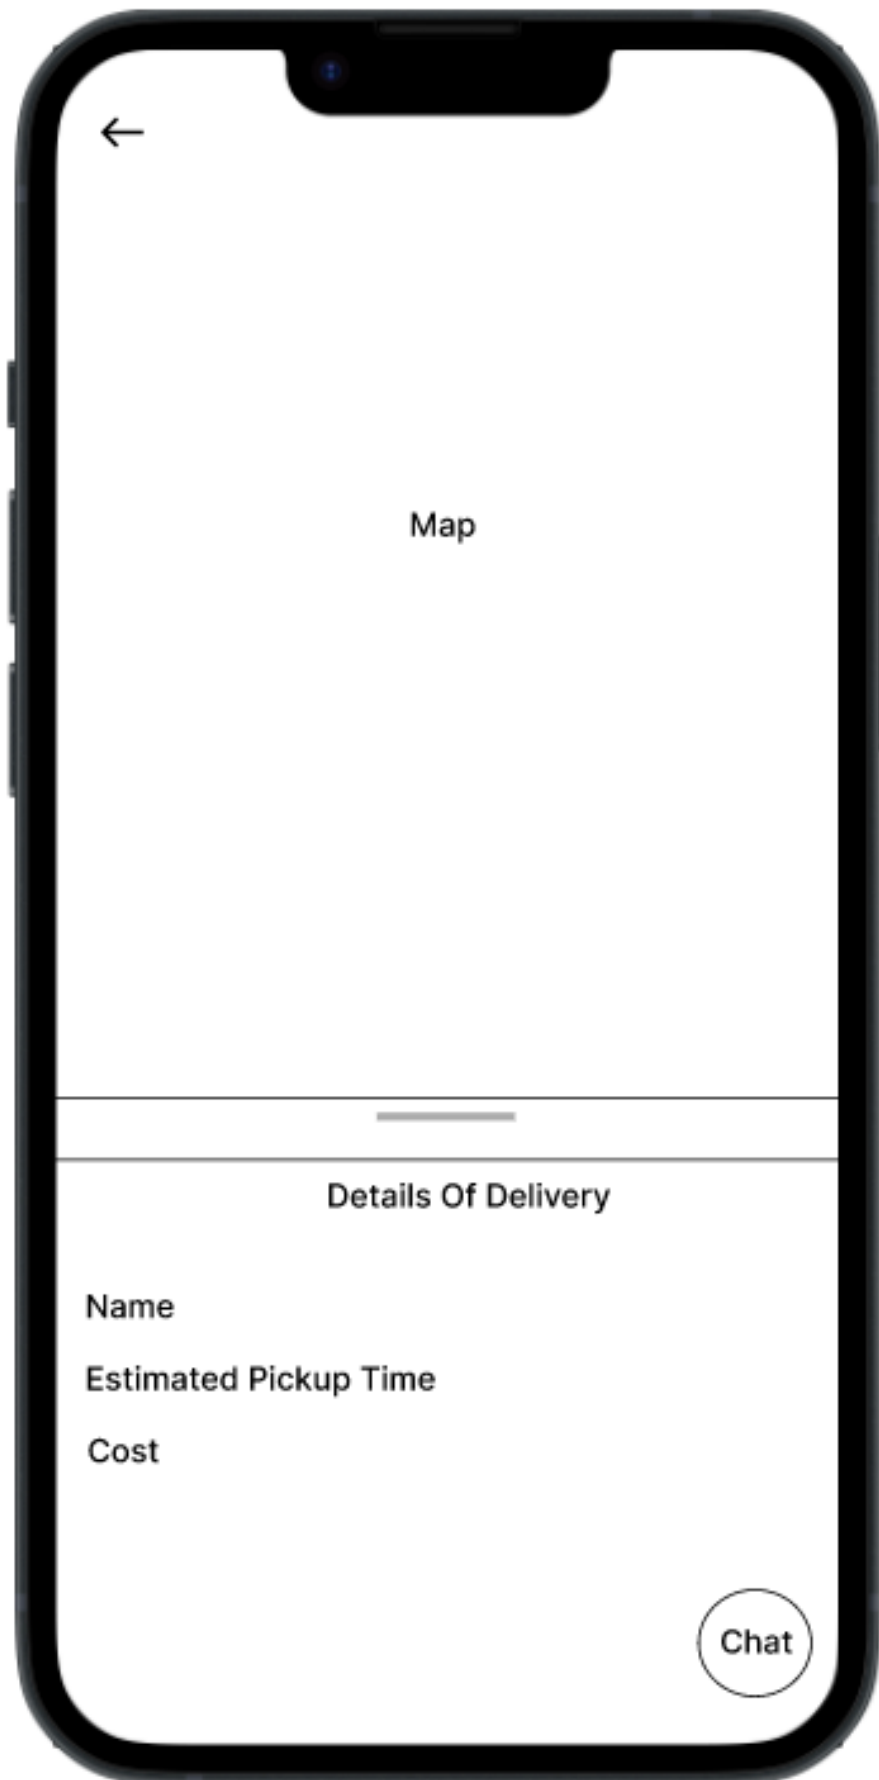 Map
Details Of Delivery
Name
Estimated Pickup Time
Cost
Chat